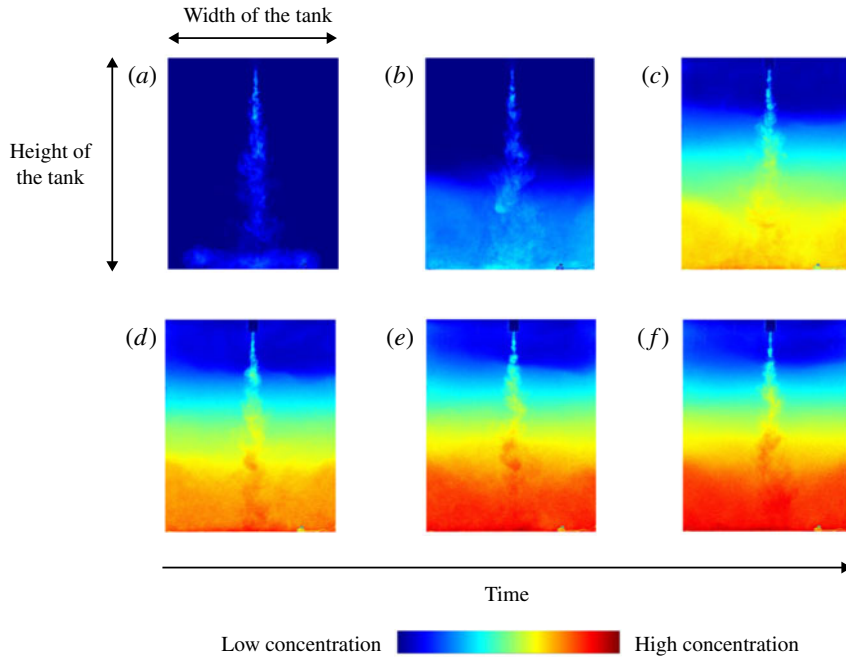 Width of the tank
(a)
(b)
(c)
Height of
the tank
(d)
(e)
(f)
Time
Low concentration
High concentration